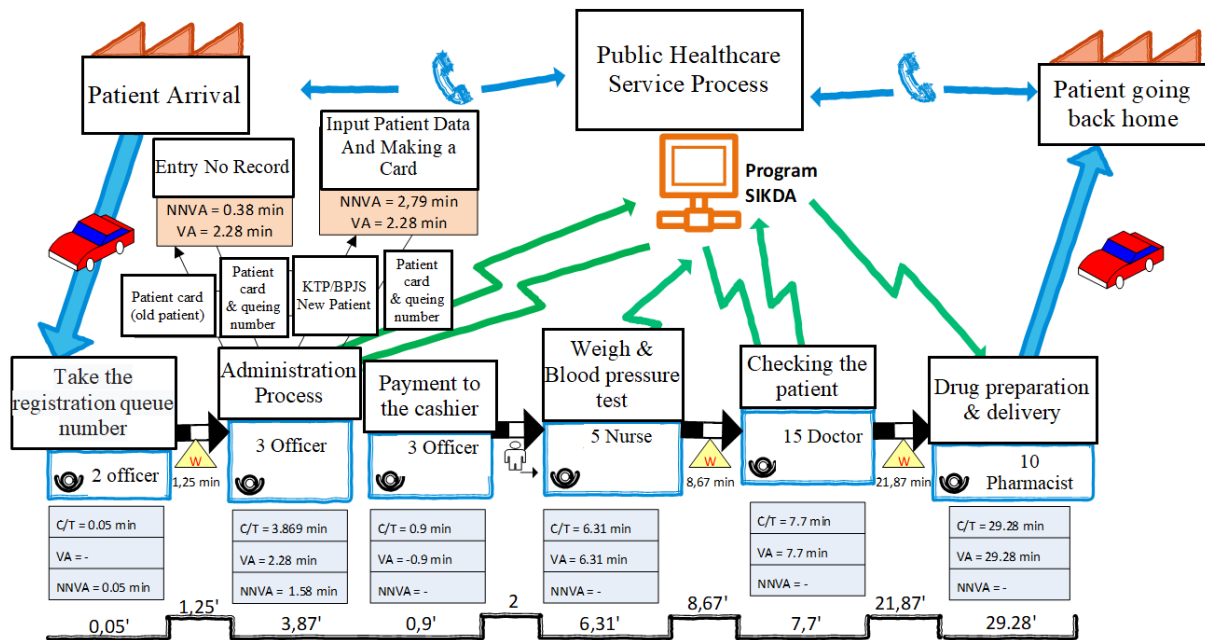 Patient Arrival
Public Healthcare
Service Process
Patient going
back home
Entry No Record
NNVA = 0.38 min
VA = 2.28 min
Input Patient Data
And Making a
Card
NNVA = 2,79 min
VA = 2.28 min
Program
SIKDA
Patient card
(old patient)
Patient
card
& queing
number
KTP/BPJS
New Patient
Patient
card
& queing
number
Take the
registration queue
number
2 officer
Administration
Process
3 Officer
Payment to
the cashier
3 Officer
Weigh &
Blood pressure
test
5 Nurse
Checking the
patient
15 Doctor
Drug preparation
& delivery
10
Pharmacist
W
1,25 min
W
8,67 min
W
21,87 min
C/T = 0.05 min
VA = -
NNVA = 0.05 min
C/T = 3.869 min
VA = 2.28 min
NNVA = 1.58 min
C/T = 0.9 min
VA = -0.9 min
NNVA= -
C/T = 6.31 min
VA = 6.31 min
NNVA= -
C/T = 7.7 min
VA = 7.7 min
NNVA= -
C/T = 29.28 min
VA = 29.28 min
NNVA= -
0,05'
1,25'
3,87'
0,9'
2
6,31'
8,67'
7,7'
21,87'
29.28'